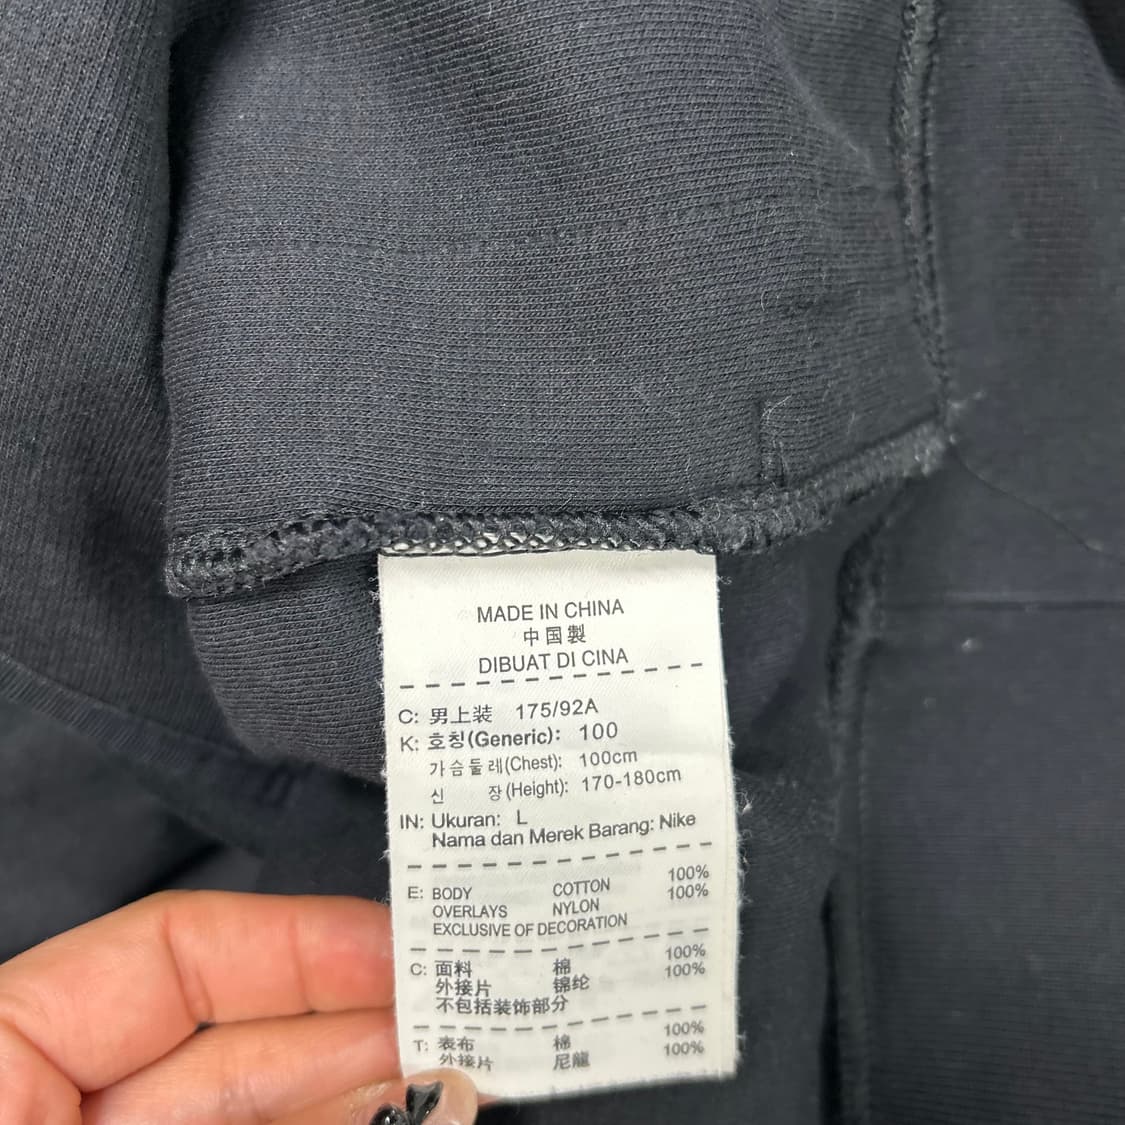 MADE IN CHINA
中国製
DIBUAT DI CINA
C: 男上装 175/92A
K: 호칭(Generic): 100
가슴둘레(Chest): 100cm
신 장(Height): 170-180cm
IN: Ukuran: L
Nama dan Merek Barang: Nike
E: BODY COTTON 100%
OVERLAYS NYLON 100%
EXCLUSIVE OF DECORATION
C: 面料 棉 100%
外接片 锦纶 100%
不包括装饰部分
T: 表布 棉 100%
外接片 尼龍 100%